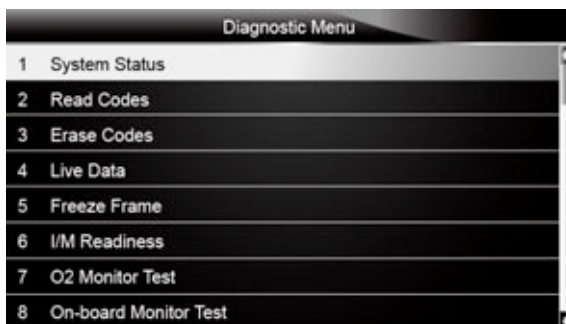 Diagnostic Menu
1 System Status
2 Read Codes
3 Erase Codes
4 Live Data
5 Freeze Frame
6 I/M Readiness
7 O2 Monitor Test
8 On-board Monitor Test